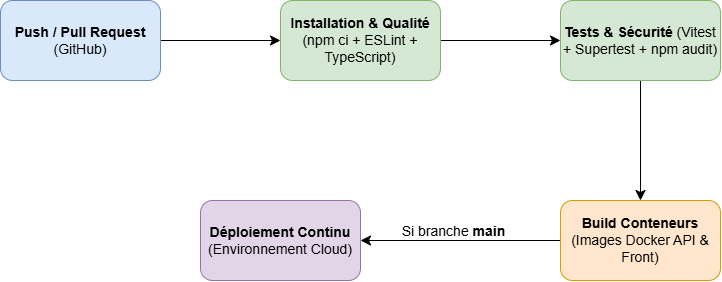 Push / Pull Request
(GitHub)
Installation & Qualité
(npm ci + ESLint +
TypeScript)
Tests & Sécurité (Vitest
+ Supertest + npm audit)
Build Conteneurs
(Images Docker API &
Front)
Si branche main
Déploiement Continu
(Environnement Cloud)